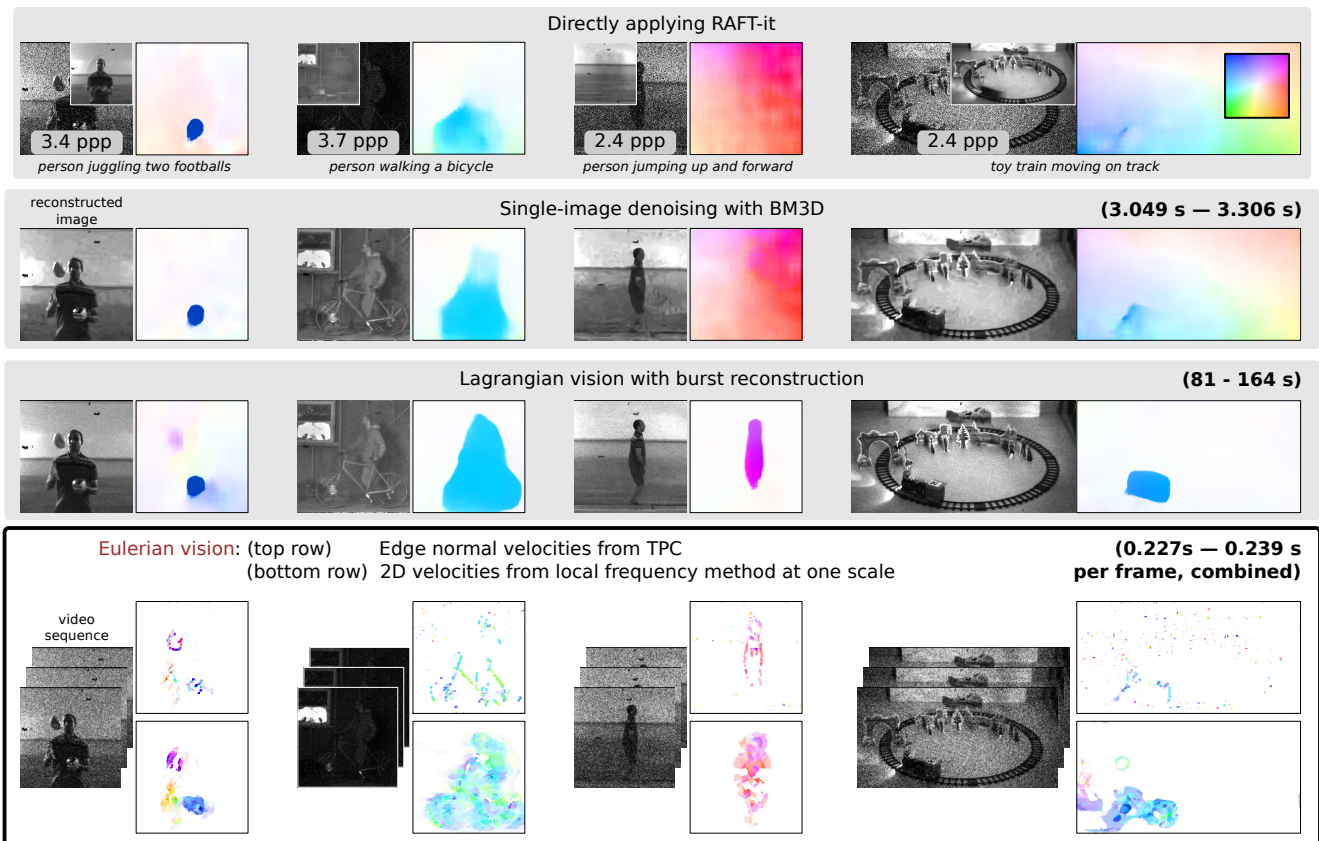 Directly applying RAFT-it
3.4 ppp
3.7 ppp
2.4 ppp
2.4 ppp
person juggling two footballs
person walking a bicycle
person jumping up and forward
toy train moving on track
reconstructed
image
Single-image denoising with BM3D
(3.049 s — 3.306 s)
Lagrangian vision with burst reconstruction
(81 - 164 s)
Eulerian vision: (top row) Edge normal velocities from TPC
(bottom row) 2D velocities from local frequency method at one scale
(0.227s — 0.239 s
per frame, combined)
video
sequence